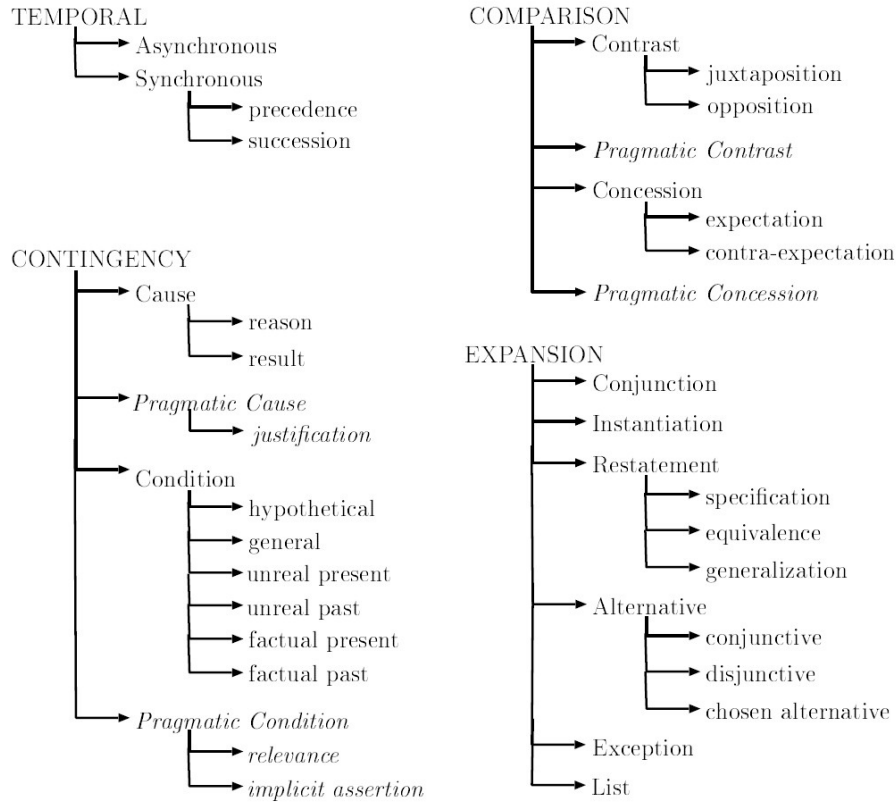 TEMPORAL
Asynchronous
Synchronous
precedence
succession
CONTINGENCY
Cause
reason
result
Pragmatic Cause
justification
Condition
hypothetical
general
unreal present
unreal past
factual present
factual past
Pragmatic Condition
relevance
implicit assertion
COMPARISON
Contrast
juxtaposition
opposition
Pragmatic Contrast
Concession
expectation
contra-expectation
Pragmatic Concession
EXPANSION
Conjunction
Instantiation
Restatement
specification
equivalence
generalization
Alternative
conjunctive
disjunctive
chosen alternative
Exception
List